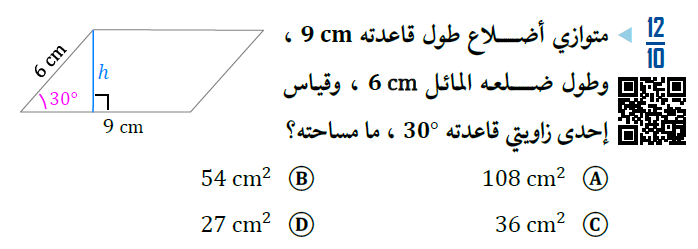 12
10
متوازي أضلاع طول قاعدته 9 cm ،
وطول ضلعه المائل 6 cm ، وقياس
إحدى زاويتي قاعدته 30° ، ما مساحته؟
6 cm
h
30°
9 cm
Ⓐ 108 cm²
Ⓑ 54 cm²
Ⓒ 36 cm²
Ⓓ 27 cm²